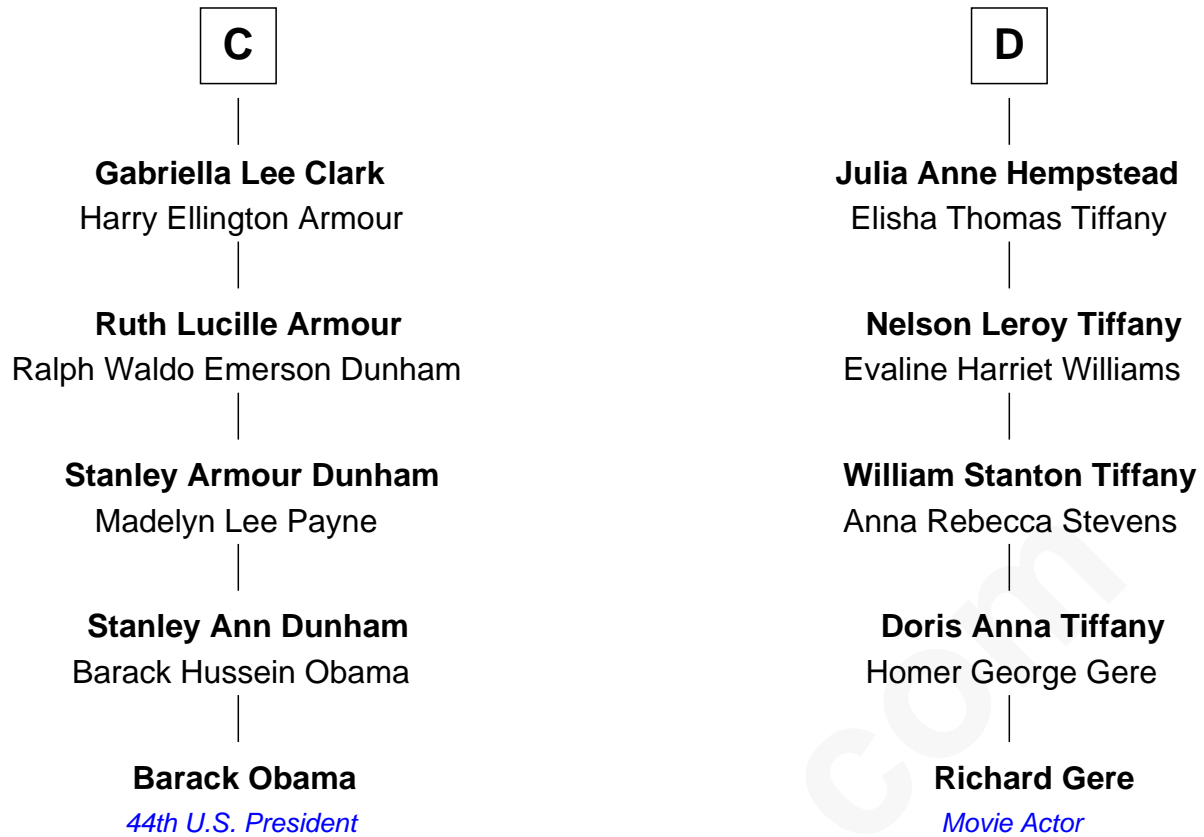 C
Gabriella Lee Clark
Harry Ellington Armour
Ruth Lucille Armour
Ralph Waldo Emerson Dunham
Stanley Armour Dunham
Madelyn Lee Payne
Stanley Ann Dunham
Barack Hussein Obama
Barack Obama
44th U.S. President
D
Julia Anne Hempstead
Elisha Thomas Tiffany
Nelson Leroy Tiffany
Evaline Harriet Williams
William Stanton Tiffany
Anna Rebecca Stevens
Doris Anna Tiffany
Homer George Gere
Richard Gere
Movie Actor
com